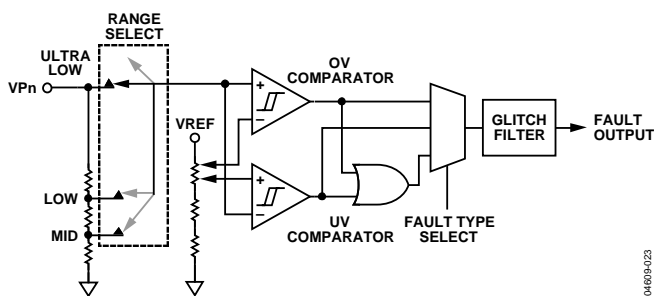 RANGE
SELECT
ULTRA
LOW
VPn
LOW
MID
VREF
+
–
OV
COMPARATOR
+
–
UV
COMPARATOR
FAULT TYPE
SELECT
GLITCH
FILTER
FAULT
OUTPUT
04609-023